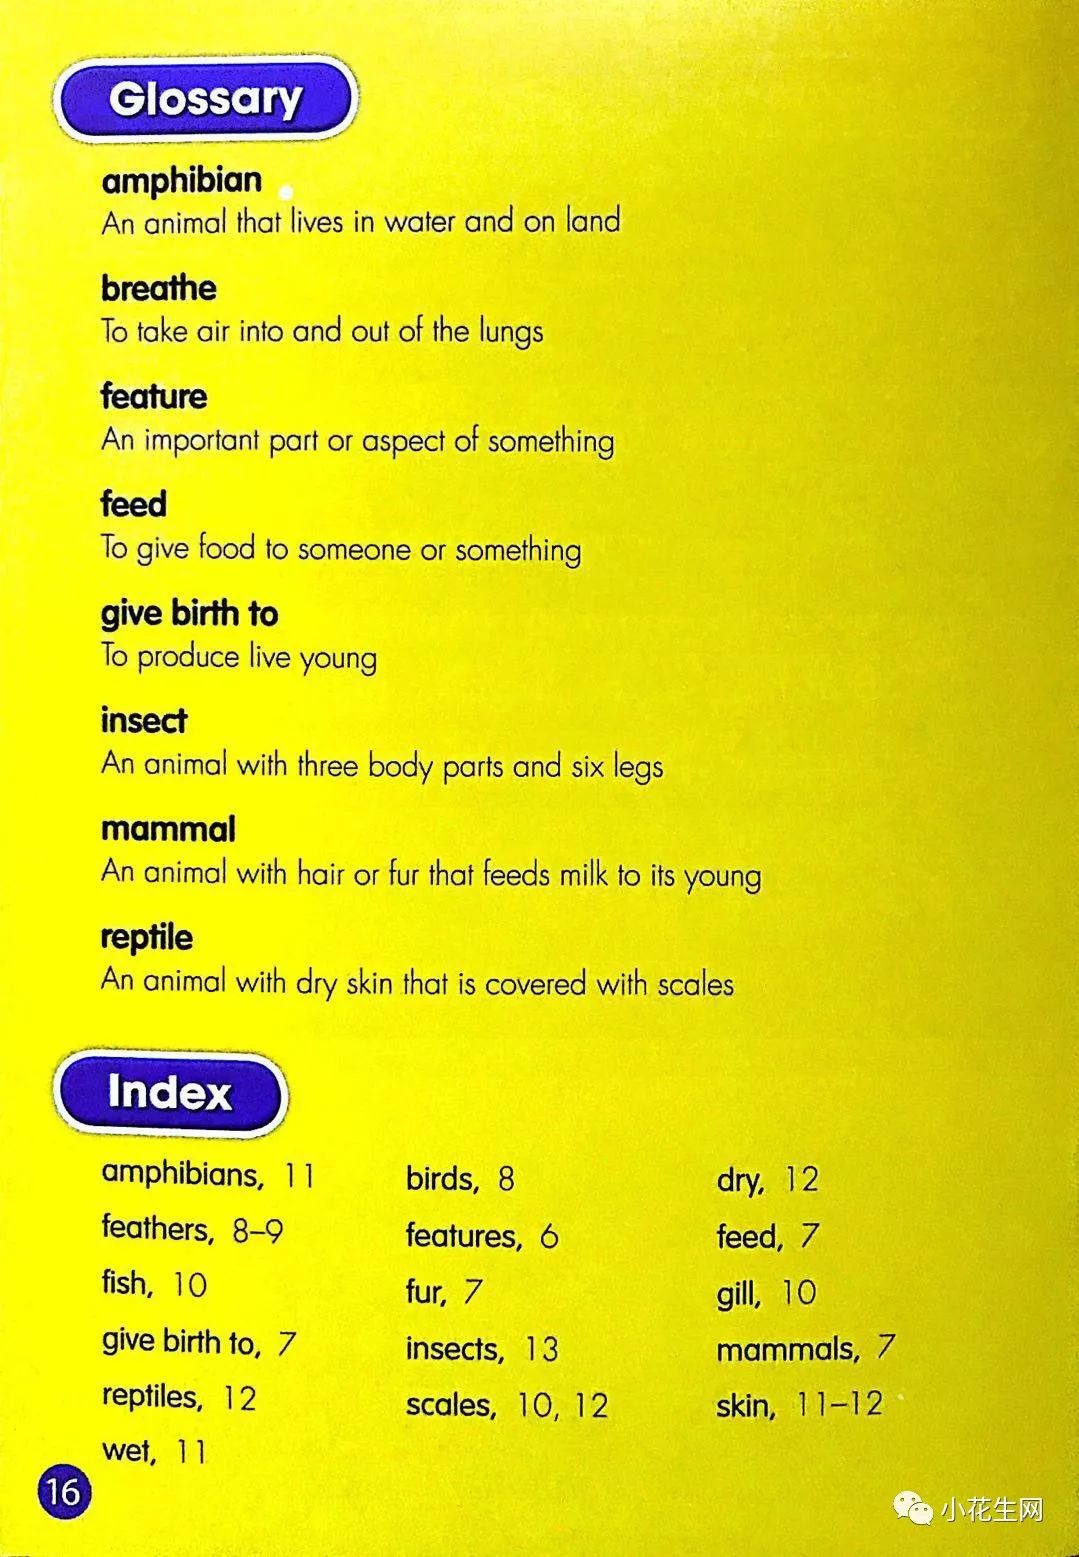 Glossary
amphibian
An animal that lives in water and on land
breathe
To take air into and out of the lungs
feature
An important part or aspect of something
feed
To give food to someone or something
give birth to
To produce live young
insect
An animal with three body parts and six legs
mammal
An animal with hair or fur that feeds milk to its young
reptile
An animal with dry skin that is covered with scales
Index
amphibians, 11 birds, 8 dry, 12
feathers, 8–9 features, 6 feed, 7
fish, 10 fur, 7 gill, 10
give birth to, 7 insects, 13 mammals, 7
reptiles, 12 scales, 10, 12 skin, 11–12
wet, 11
16
小花生网